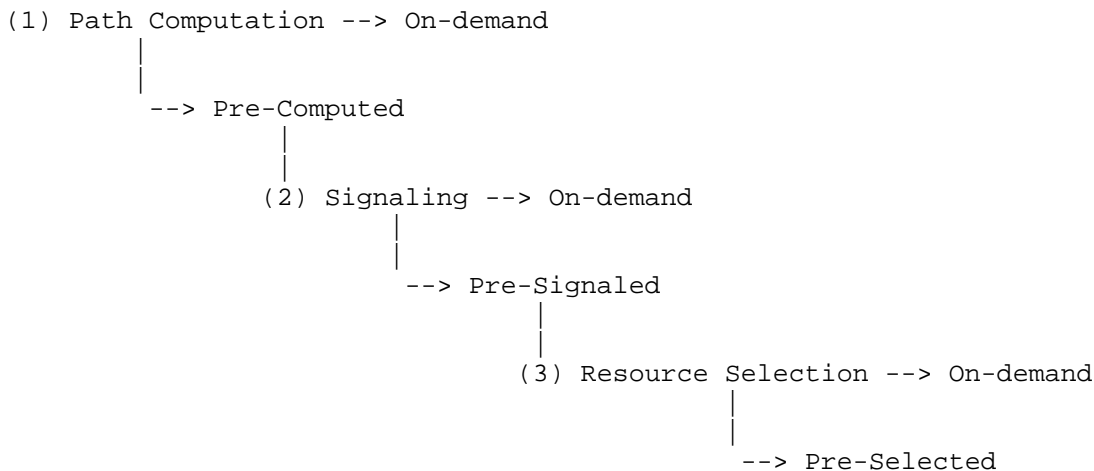 (1) Path Computation --> On-demand
--> Pre-Computed
(2) Signaling --> On-demand
--> Pre-Signaled
(3) Resource Selection --> On-demand
--> Pre-Selected